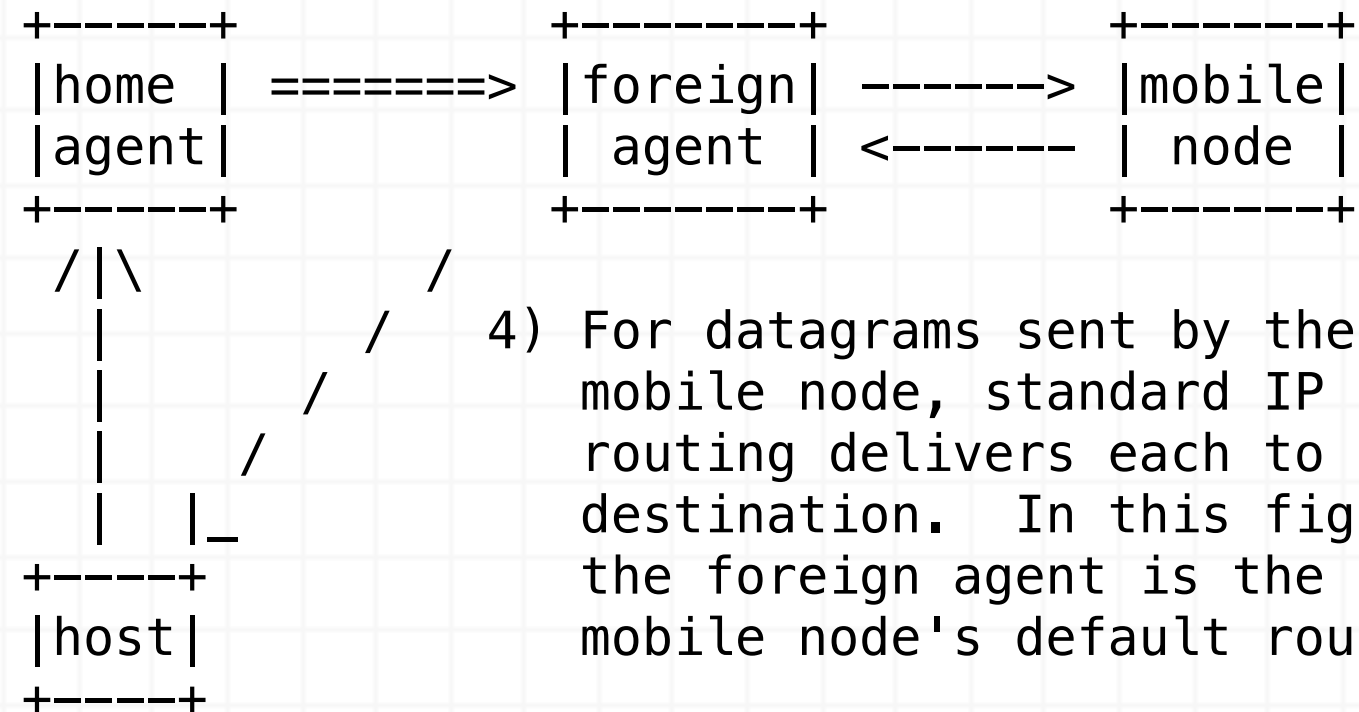 +-----+          +-------+         +------+
|home | =======> |foreign| ------> |mobile|
|agent|          | agent | <------ | node |
+-----+          +-------+         +------+
 /|\         /
  |        /   4) For datagrams sent by the
  |      /        mobile node, standard IP
  |    /          routing delivers each to
  |  |_           destination.  In this fig
+----+            the foreign agent is the
|host|            mobile node's default rou
+----+